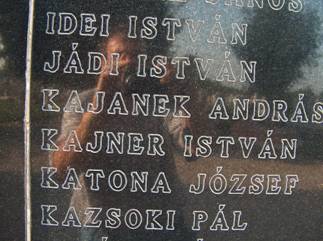 IDEI ISTVÁN
JÁDI ISTVÁN
KAJANEK ANDRÁS
KAJNER ISTVÁN
KATONA JÓZSEF
KAZSOKI PÁL